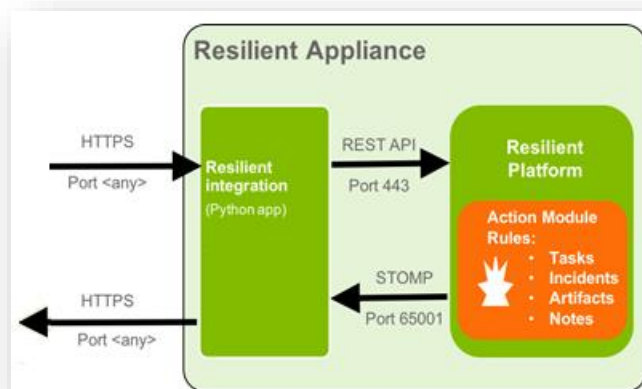 Resilient Appliance
HTTPS
Port <any>
Resilient
integration
(Python app)
REST API
Port 443
Resilient
Platform
Action Module
Rules:
• Tasks
• Incidents
• Artifacts
• Notes
STOMP
Port 65001
HTTPS
Port <any>